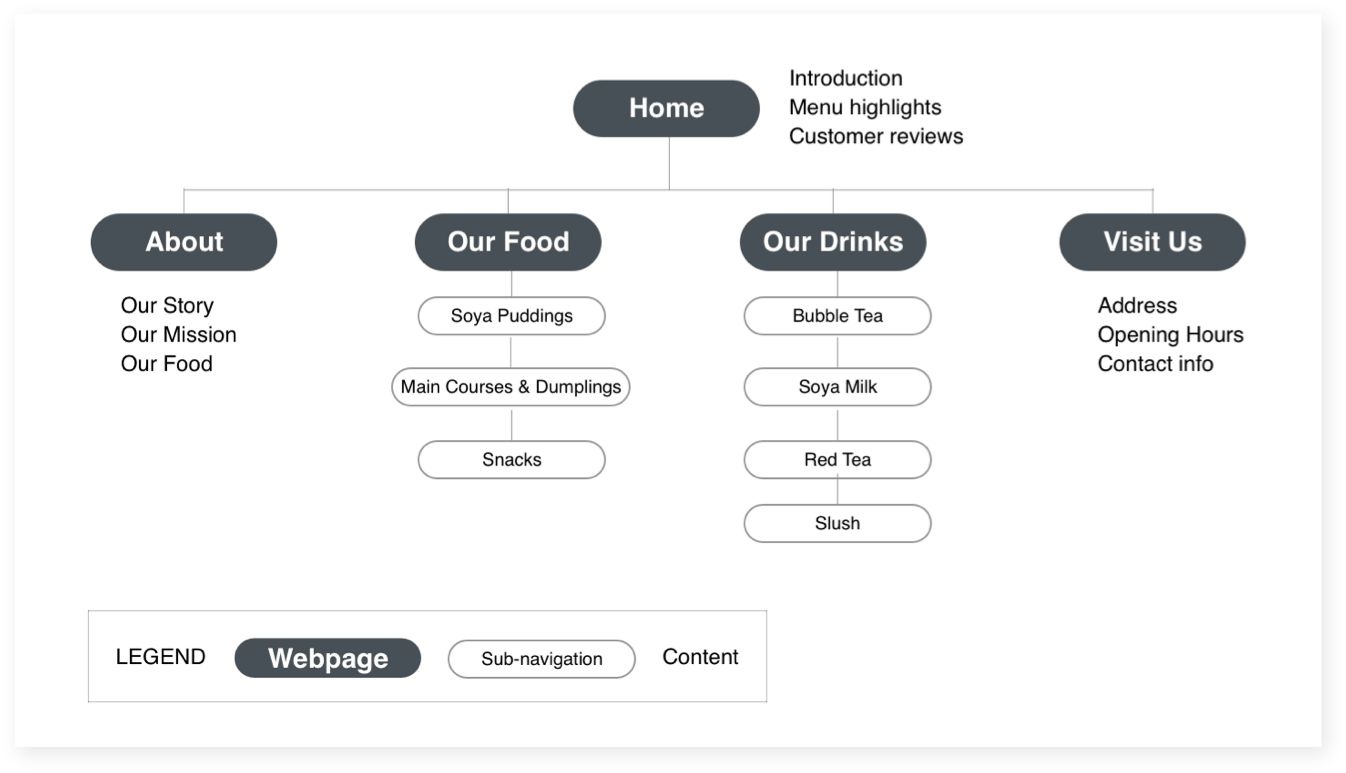 Home
Introduction
Menu highlights
Customer reviews
About
Our Food
Our Drinks
Visit Us
Our Story
Our Mission
Our Food
Soya Puddings
Main Courses & Dumplings
Snacks
Bubble Tea
Soya Milk
Red Tea
Slush
Address
Opening Hours
Contact info
LEGEND
Webpage
Sub-navigation
Content